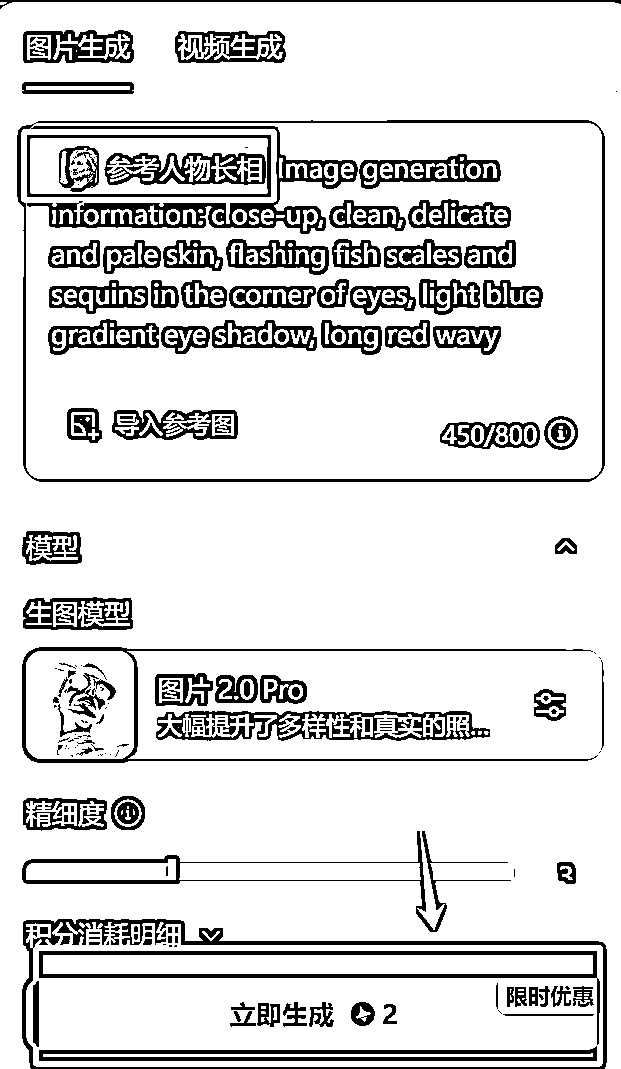 图片生成 视频生成
参考人物长相 Image generation
information: close-up, clean, delicate
and pale skin, flashing fish scales and
sequins in the corner of eyes, light blue
gradient eye shadow, long red wavy
导入参考图 450/800
模型
生图模型
图片 2.0 Pro
大幅提升了多样性和真实的照...
精细度
3
积分消耗明细
限时优惠
立即生成 2